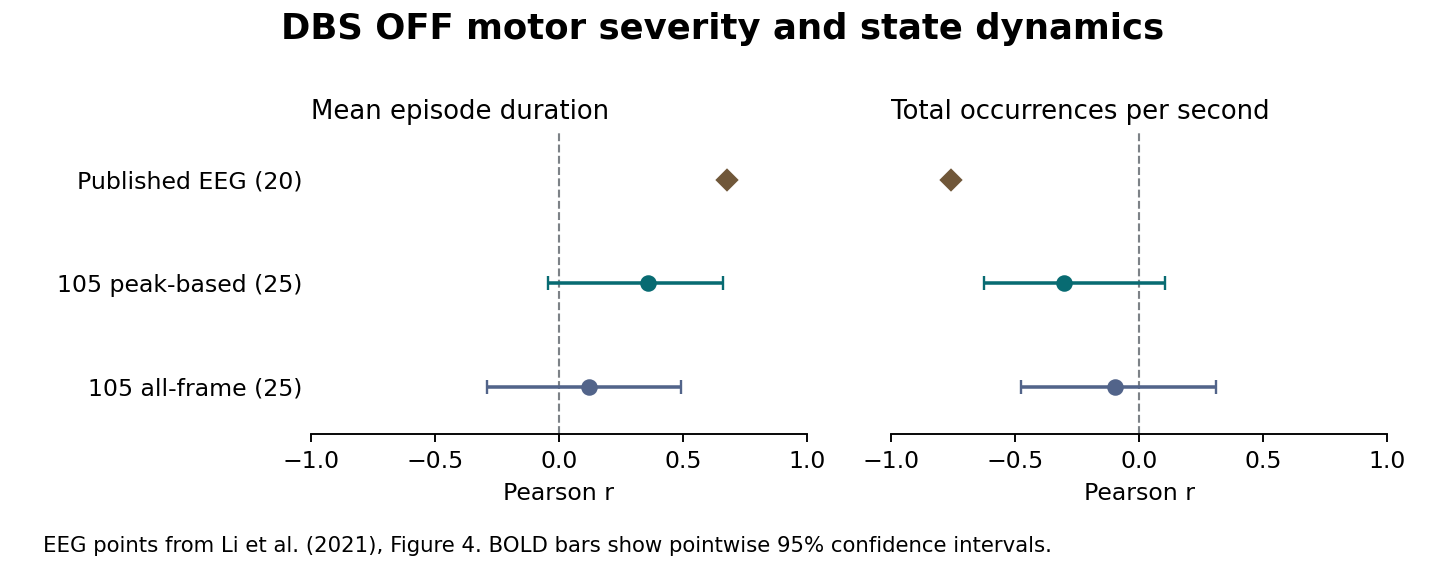 DBS OFF motor severity and state dynamics
Mean episode duration
Total occurrences per second
Published EEG (20)
105 peak-based (25)
105 all-frame (25)
−1.0 −0.5 0.0 0.5 1.0
−1.0 −0.5 0.0 0.5 1.0
Pearson r
Pearson r
EEG points from Li et al. (2021), Figure 4. BOLD bars show pointwise 95% confidence intervals.